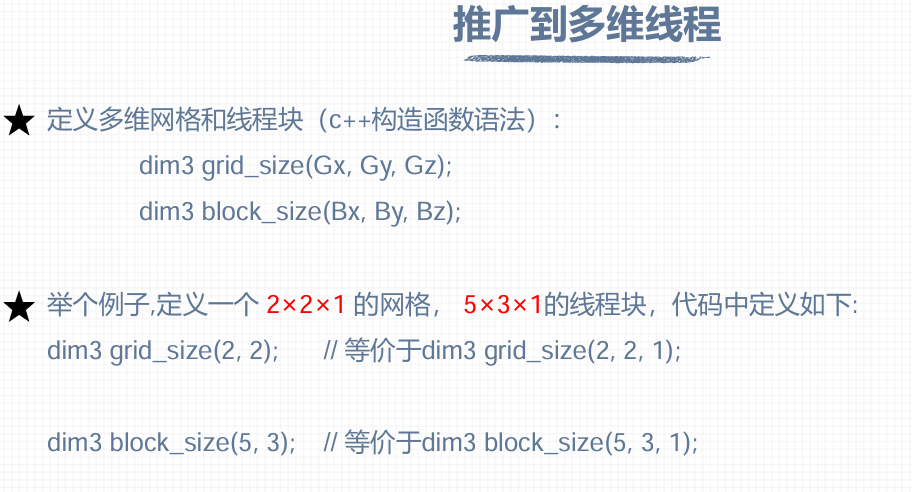 推广到多维线程
定义多维网格和线程块（c++构造函数语法）:
dim3 grid_size(Gx, Gy, Gz);
dim3 block_size(Bx, By, Bz);
举个例子,定义一个 2×2×1 的网格， 5×3×1的线程块，代码中定义如下:
dim3 grid_size(2, 2); // 等价于dim3 grid_size(2, 2, 1);
dim3 block_size(5, 3); // 等价于dim3 block_size(5, 3, 1);